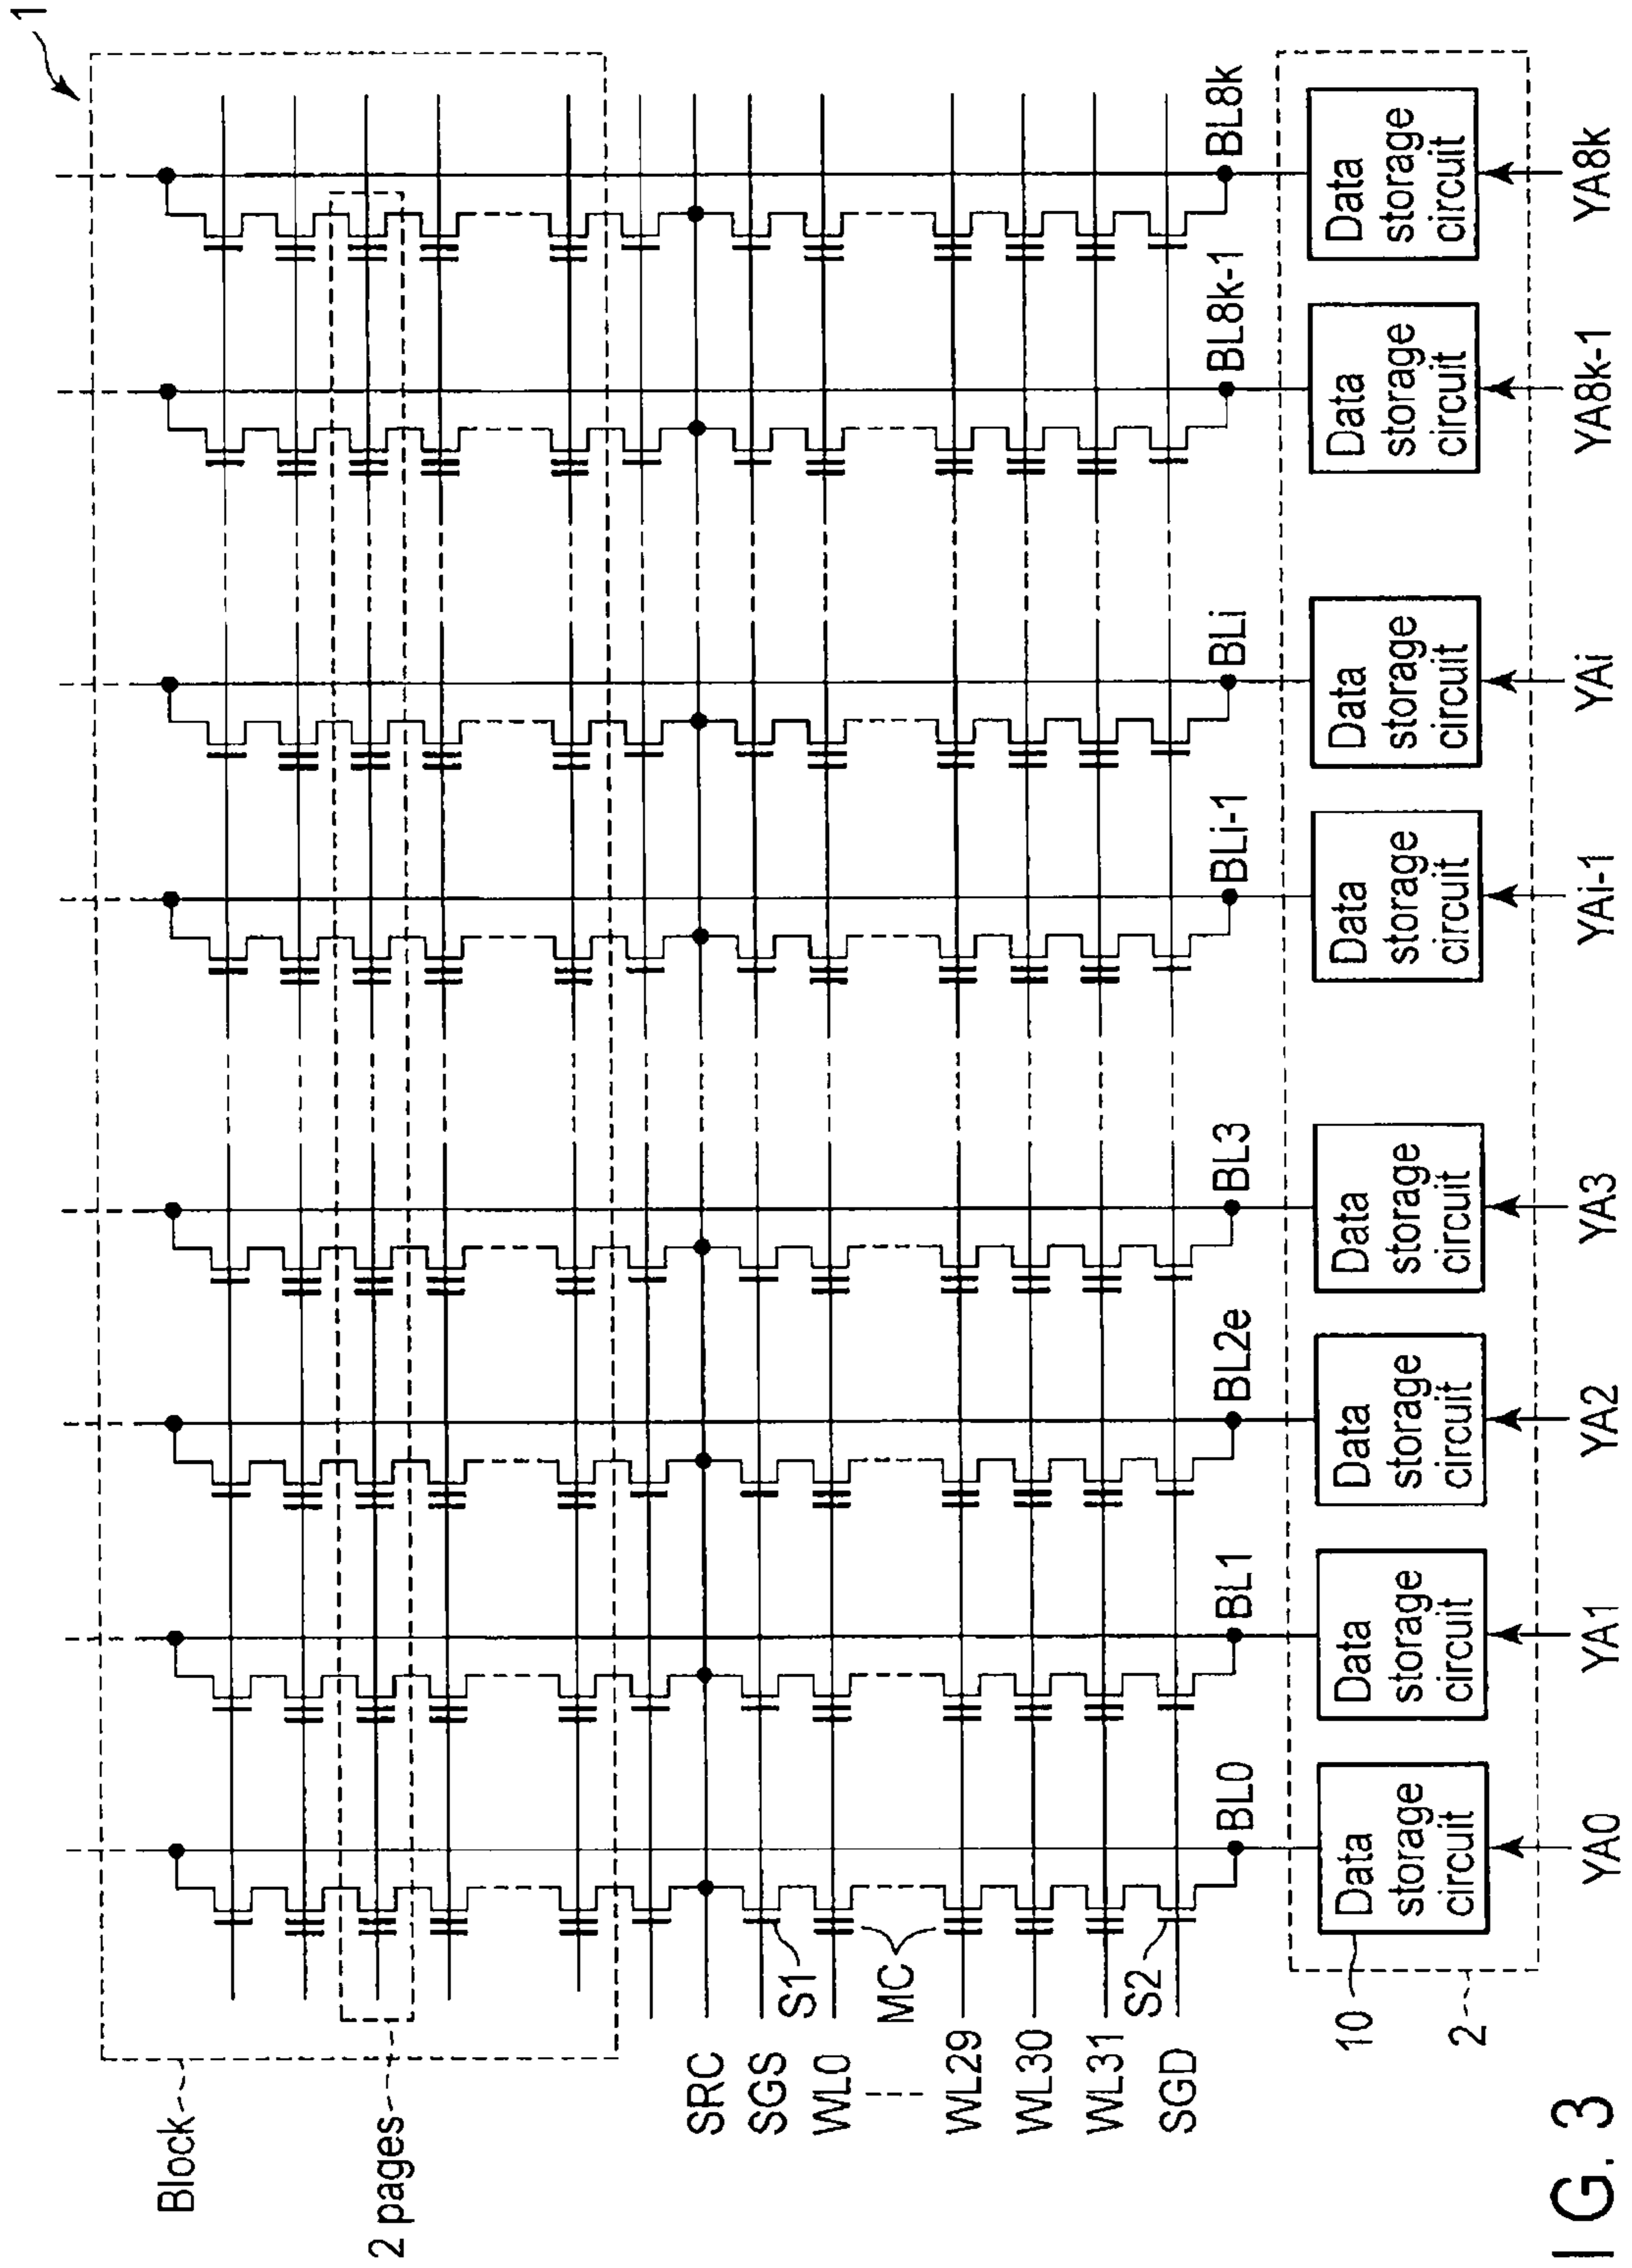 1
Block
2 pages
SRC
SGS
S1
WL0
MC
WL29
WL30
WL31
S2
SGD
BL0
BL1
BL2e
BL3
BLi-1
BLi
BL8k-1
BL8k
10
2
Data
storage
circuit
Data
storage
circuit
Data
storage
circuit
Data
storage
circuit
Data
storage
circuit
Data
storage
circuit
Data
storage
circuit
Data
storage
circuit
YA0
YA1
YA2
YA3
YAi-1
YAi
YA8k-1
YA8k
I G. 3